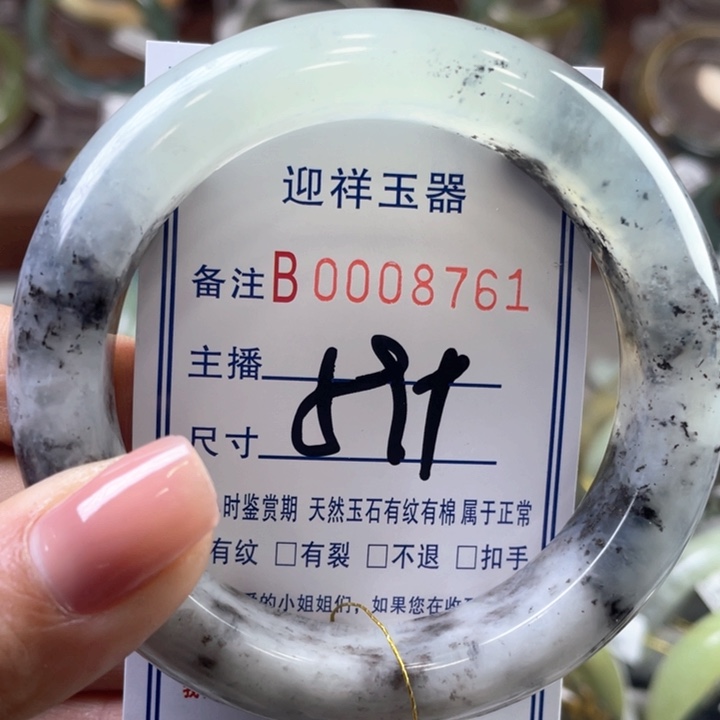 迎祥玉器
备注B0008761
主播
尺寸
时鉴赏期 天然玉石有纹有棉 属于正常
有纹 □有裂 □不退 □扣手
的小姐姐们，如果您在收